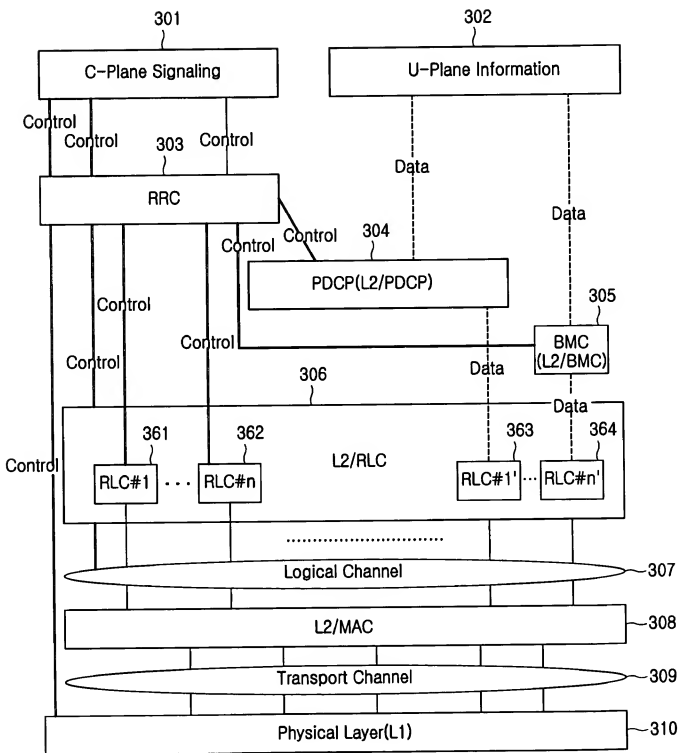 301
302
C-Plane Signaling
U-Plane Information
Control
Control
Control
303
Data
RRC
Data
Control
Control
304
PDCP(L2/PDCP)
305
Control
Control
BMC
(L2/BMC)
Control
Data
306
Data
361
362
363
364
L2/RLC
Control
RLC#1
. . .
RLC#n
RLC#1'
...
RLC#n'
..............................
Logical Channel
307
L2/MAC
308
Transport Channel
309
Physical Layer(L1)
310